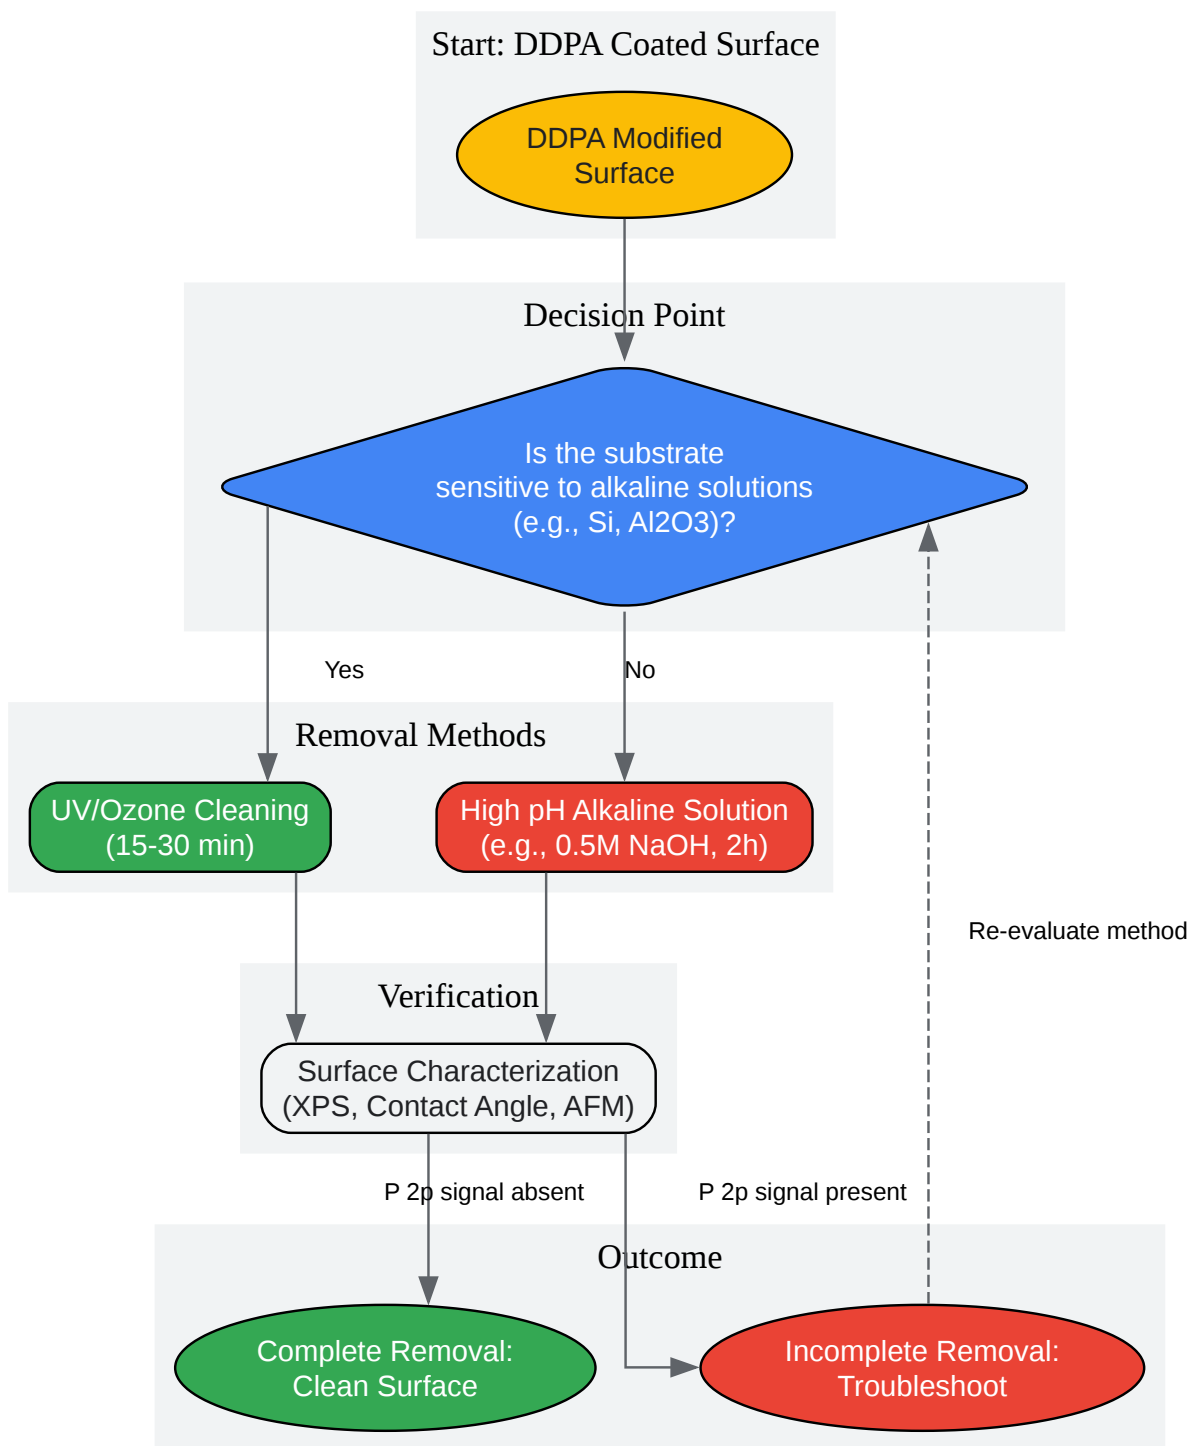 Start: DDPA Coated Surface
DDPA Modified
Surface
Decision Point
Is the substrate
sensitive to alkaline solutions
(e.g., Si, Al2O3)?
Yes
No
Removal Methods
UV/Ozone Cleaning
(15-30 min)
High pH Alkaline Solution
(e.g., 0.5M NaOH, 2h)
Re-evaluate method
Verification
Surface Characterization
(XPS, Contact Angle, AFM)
P 2p signal absent
P 2p signal present
Outcome
Complete Removal:
Clean Surface
Incomplete Removal:
Troubleshoot